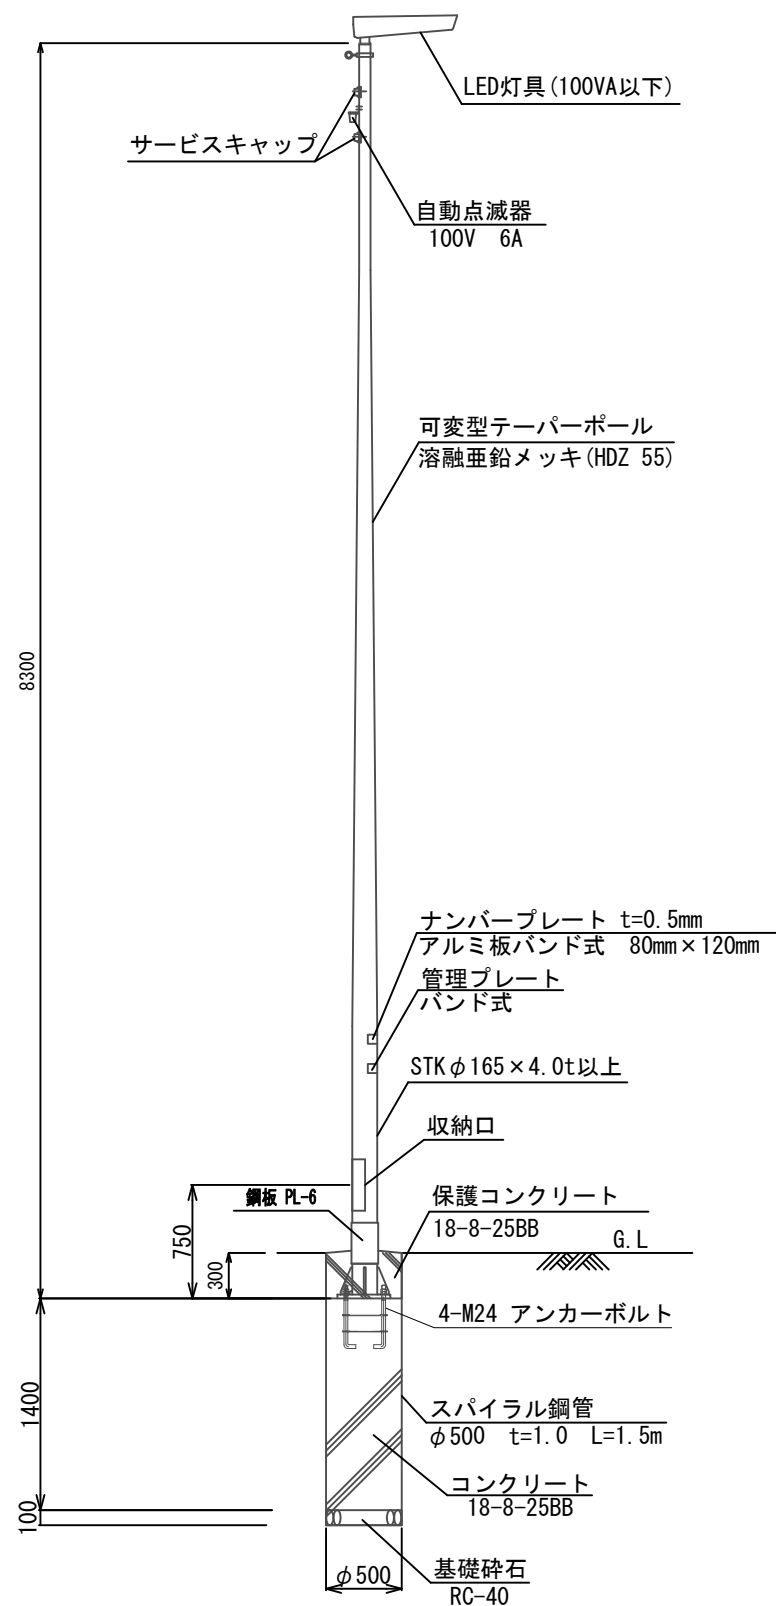 LED灯具(100VA以下)
サービスキャップ
自動点滅器
100V 6A
可変型テーパーポール
溶融亜鉛メッキ(HDZ 55)
8300
ナンバープレート t=0.5mm
アルミ板バンド式 80mm×120mm
管理プレート
バンド式
STKφ165×4.0t以上
収納口
鋼板 PL-6
保護コンクリート
18-8-25BB
G.L
750
300
4-M24 アンカーボルト
1400
スパイラル鋼管
φ500 t=1.0 L=1.5m
コンクリート
18-8-25BB
100
φ500
基礎砕石
RC-40